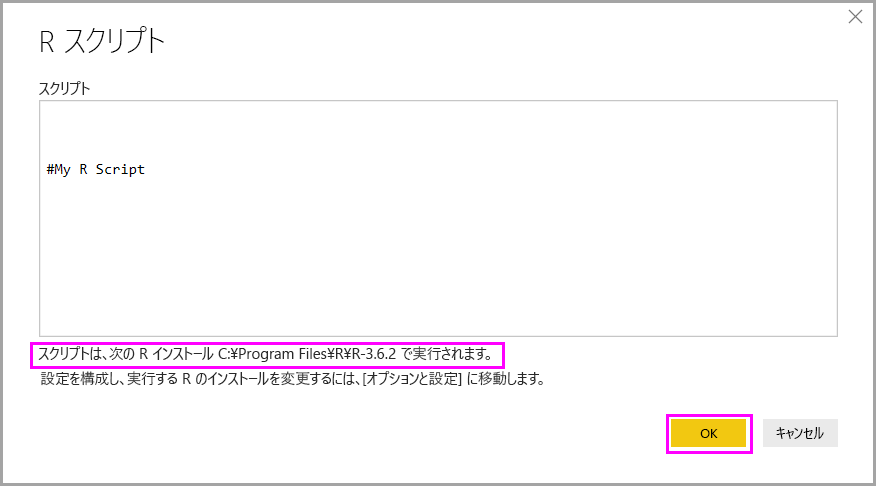 R スクリプト
スクリプト
#My R Script
スクリプトは、次の R インストール C:¥Program Files¥R¥R-3.6.2 で実行されます。
設定を構成し、実行する R のインストールを変更するには、[オプションと設定] に移動します。
OK
キャンセル